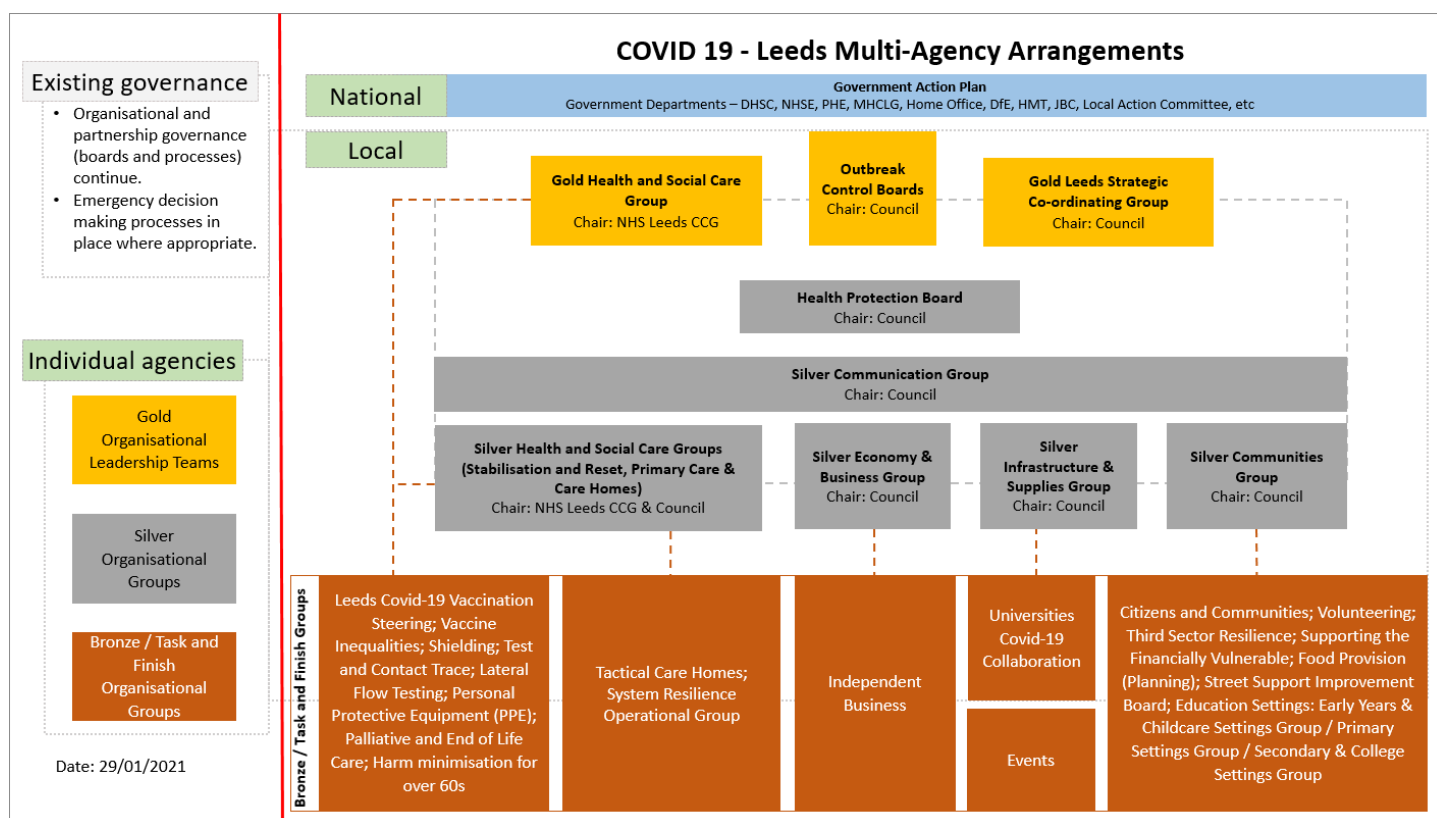 COVID 19 - Leeds Multi-Agency Arrangements
Existing governance
• Organisational and
partnership governance
(boards and processes)
continue.
• Emergency decision
making processes in
place where appropriate.
Individual agencies
Gold
Organisational
Leadership Teams
Silver
Organisational
Groups
Bronze / Task and
Finish
Organisational
Groups
Date: 29/01/2021
National
Government Action Plan
Government Departments – DHSC, NHSE, PHE, MHCLG, Home Office, DfE, HMT, JBC, Local Action Committee, etc
Local
Gold Health and Social Care
Group
Chair: NHS Leeds CCG
Outbreak
Control Boards
Chair: Council
Gold Leeds Strategic
Co-ordinating Group
Chair: Council
Health Protection Board
Chair: Council
Silver Communication Group
Chair: Council
Silver Health and Social Care Groups
(Stabilisation and Reset, Primary Care &
Care Homes)
Chair: NHS Leeds CCG & Council
Silver Economy &
Business Group
Chair: Council
Silver
Infrastructure &
Supplies Group
Chair: Council
Silver Communities
Group
Chair: Council
Bronze / Task and Finish Groups
Leeds Covid-19 Vaccination
Steering; Vaccine
Inequalities; Shielding; Test
and Contact Trace; Lateral
Flow Testing; Personal
Protective Equipment (PPE);
Palliative and End of Life
Care; Harm minimisation for
over 60s
Tactical Care Homes;
System Resilience
Operational Group
Independent
Business
Universities
Covid-19
Collaboration
Events
Citizens and Communities; Volunteering;
Third Sector Resilience; Supporting the
Financially Vulnerable; Food Provision
(Planning); Street Support Improvement
Board; Education Settings: Early Years &
Childcare Settings Group / Primary
Settings Group / Secondary & College
Settings Group